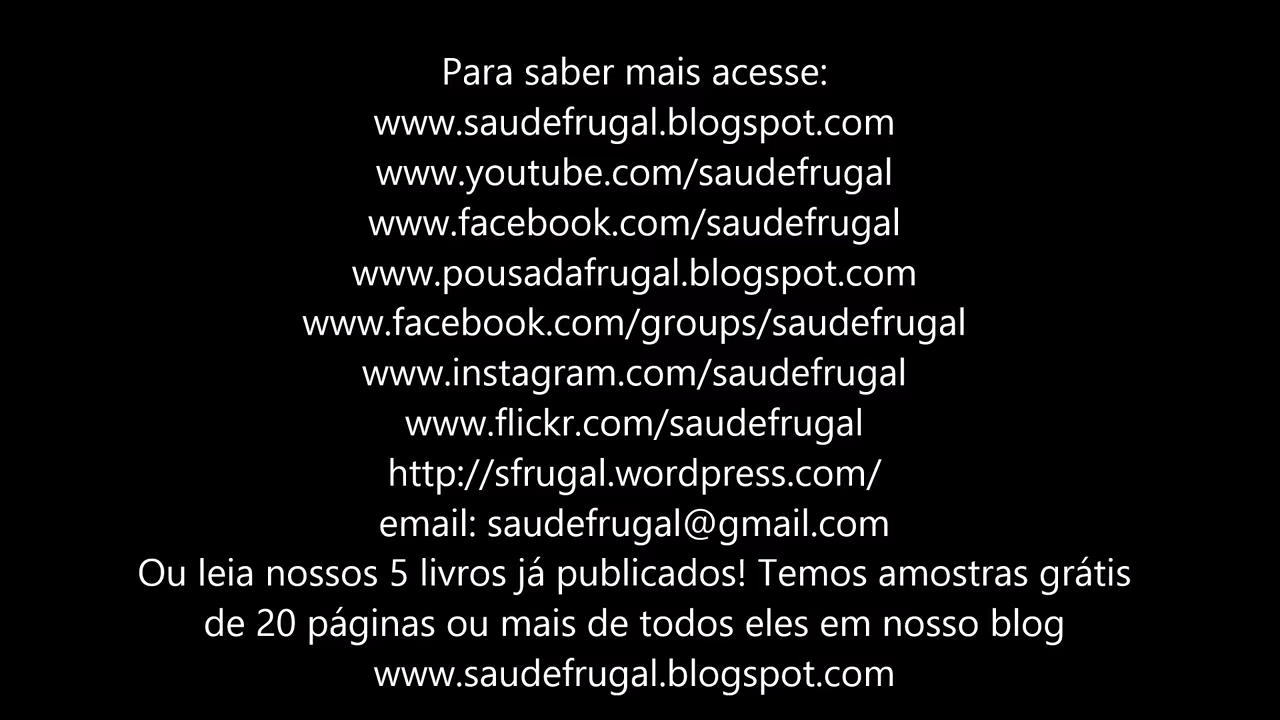 Para saber mais acesse:
www.saudefrugal.blogspot.com
www.youtube.com/saudefrugal
www.facebook.com/saudefrugal
www.pousadafrugal.blogspot.com
www.facebook.com/groups/saudefrugal
www.instagram.com/saudefrugal
www.flickr.com/saudefrugal
http://sfrugal.wordpress.com/
email: saudefrugal@gmail.com
Ou leia nossos 5 livros já publicados! Temos amostras grátis
de 20 páginas ou mais de todos eles em nosso blog
www.saudefrugal.blogspot.com